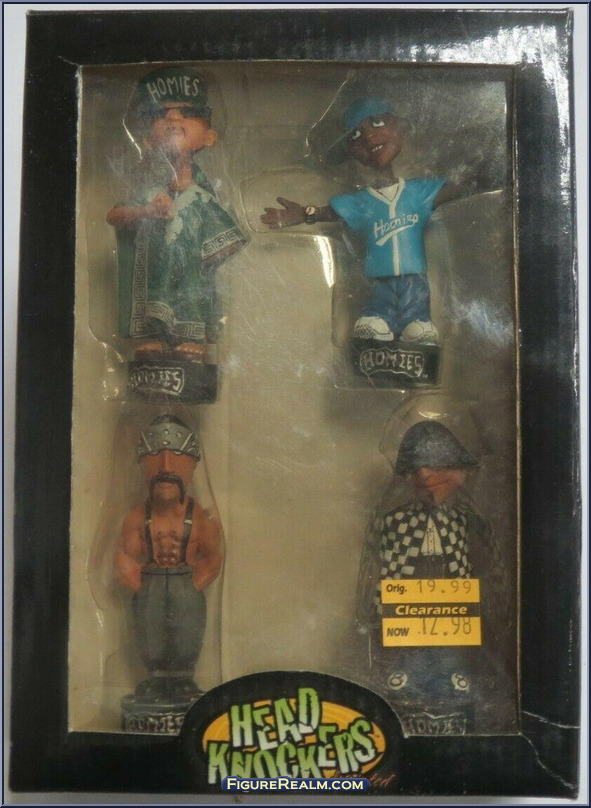 HOMIES
Homies
HOMIES
HOMIES
Orig. 19.99
Clearance
NOW 12.98
HOMIES
HOMIES
HEAD
KNOCKERS
FIGUREREALM.COM